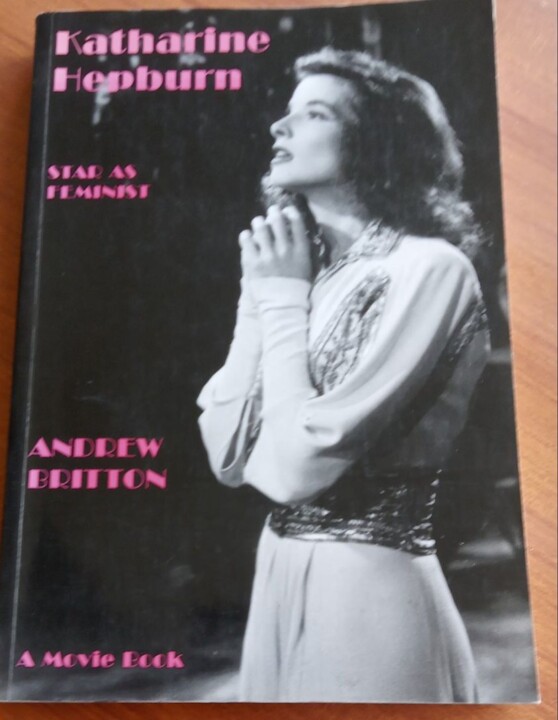 Katharine
Hepburn
STAR AS
FEMINIST
ANDREW
BRITTON
A Movie Book